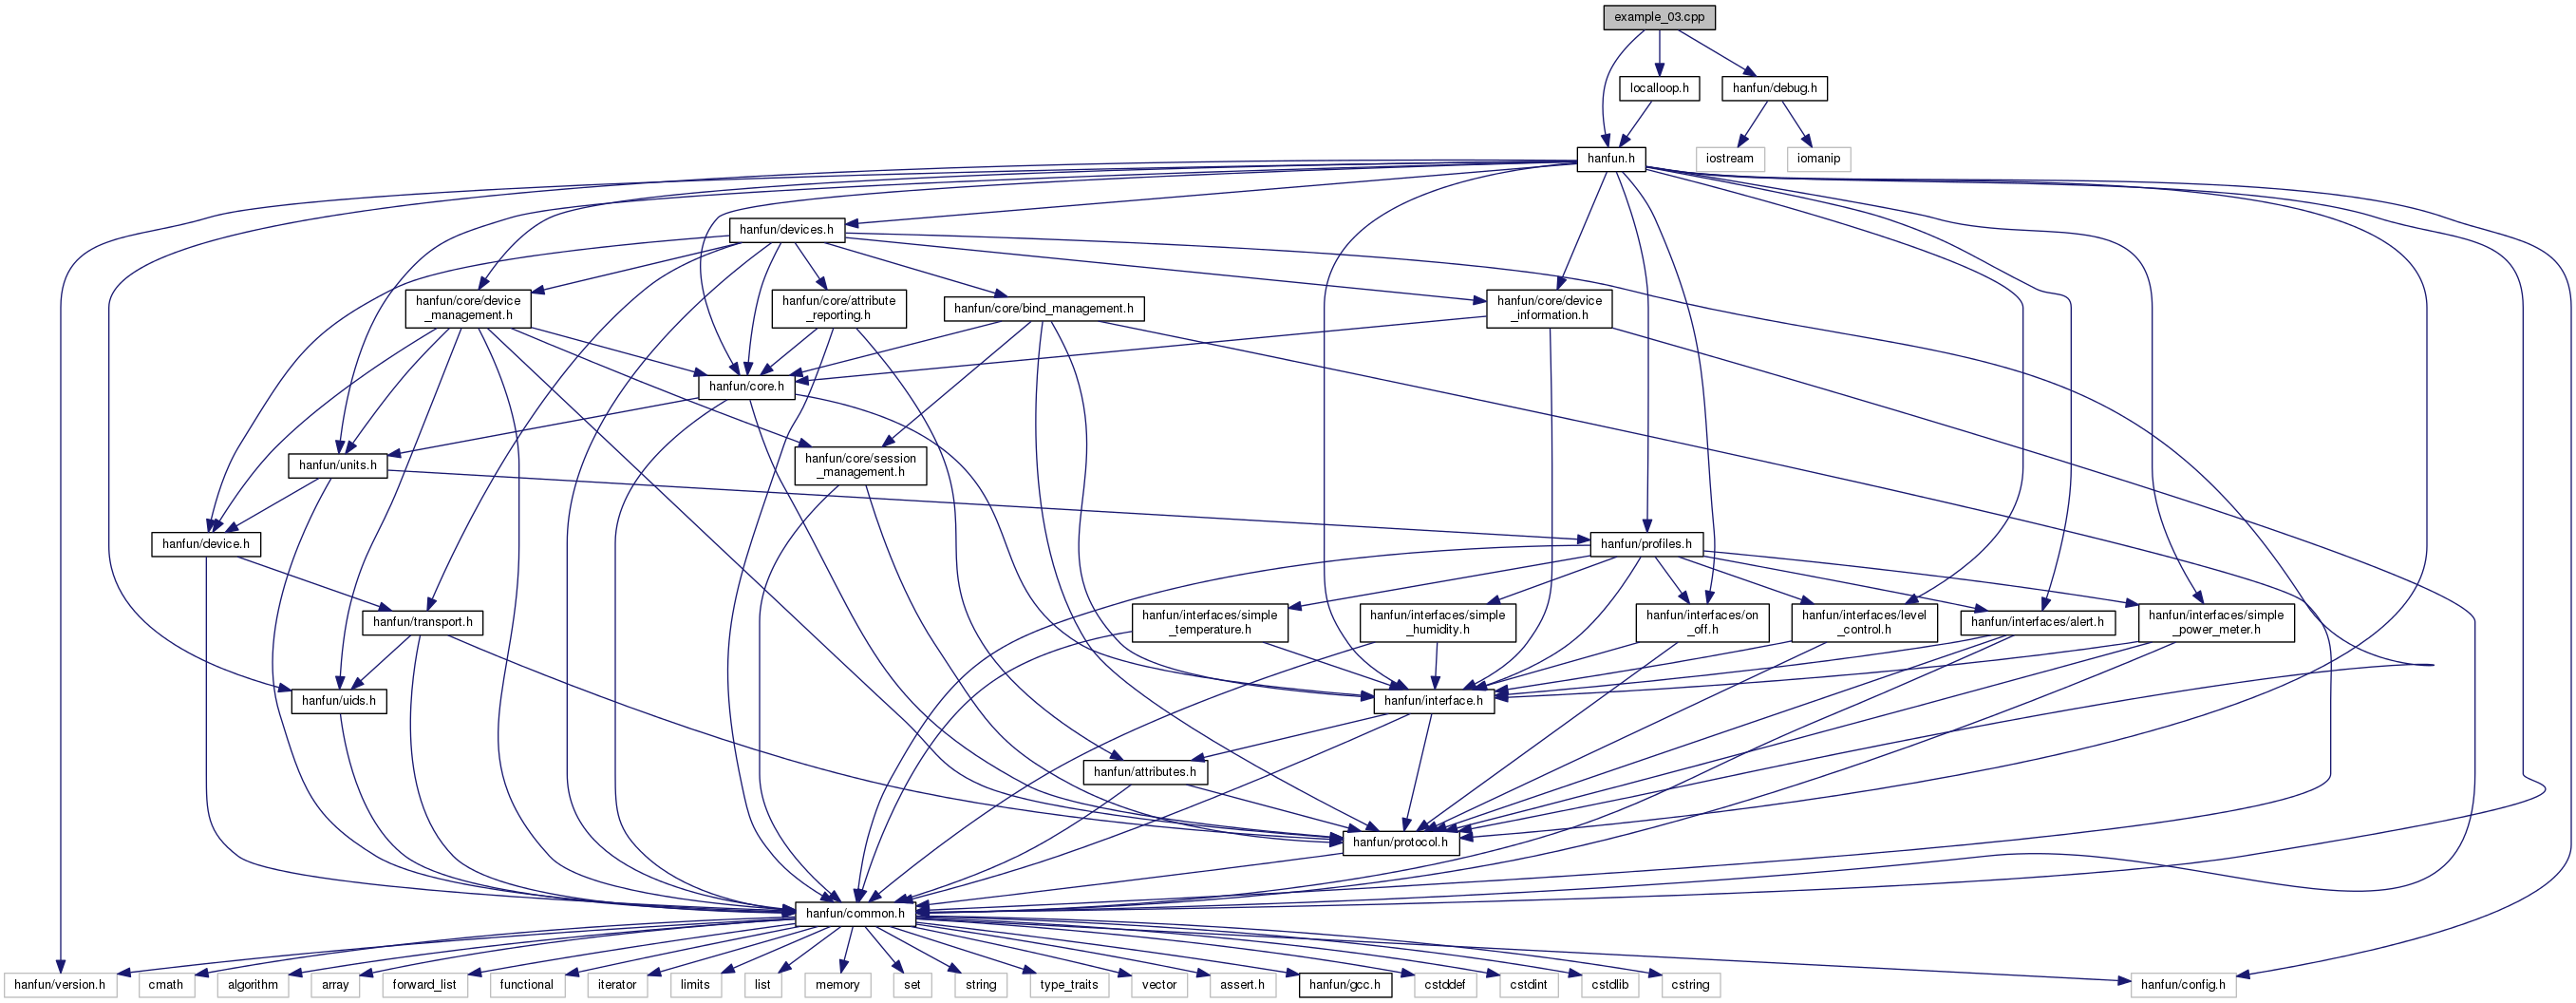 example_03.cpp
localloop.h
hanfun/debug.h
hanfun.h
iostream
iomanip
hanfun/devices.h
hanfun/core/device
_management.h
hanfun/core/attribute
_reporting.h
hanfun/core/bind_management.h
hanfun/core/device
_information.h
hanfun/core.h
hanfun/units.h
hanfun/core/session
_management.h
hanfun/device.h
hanfun/profiles.h
hanfun/transport.h
hanfun/interfaces/simple
_temperature.h
hanfun/interfaces/simple
_humidity.h
hanfun/interfaces/on
_off.h
hanfun/interfaces/level
_control.h
hanfun/interfaces/alert.h
hanfun/interfaces/simple
_power_meter.h
hanfun/uids.h
hanfun/interface.h
hanfun/attributes.h
hanfun/protocol.h
hanfun/common.h
hanfun/version.h
cmath
algorithm
array
forward_list
functional
iterator
limits
list
memory
set
string
type_traits
vector
assert.h
hanfun/gcc.h
cstddef
cstdint
cstdlib
cstring
hanfun/config.h